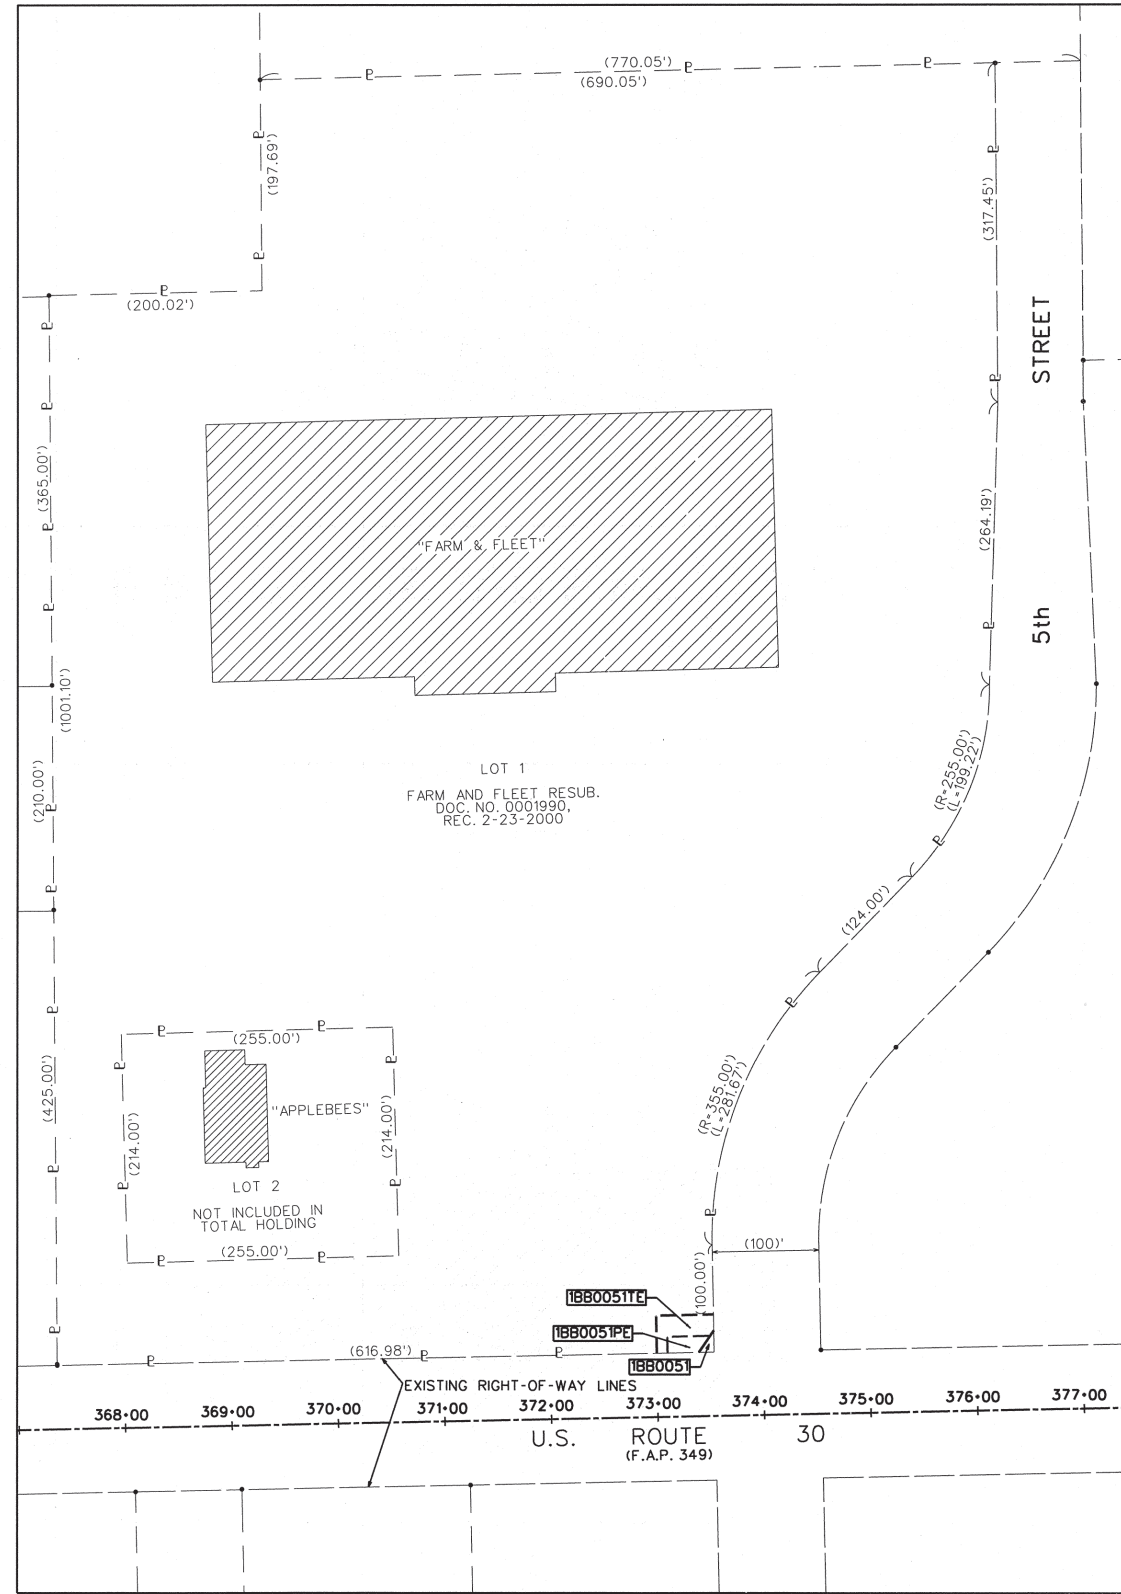 (770.05')
(690.05')
(197.69')
(317.45')
(200.02')
STREET
(365.00')
(264.19')
"FARM & FLEET"
5th
(1001.10')
(210.00')
(R=255.00')
(L=199.22')
LOT 1
FARM AND FLEET RESUB.
DOC. NO. 0001990,
REC. 2-23-2000
(124.00')
(255.00')
(425.00')
(R=355.00')
(L=281.67')
"APPLEBEES"
(214.00')
(214.00')
LOT 2
NOT INCLUDED IN
TOTAL HOLDING
(255.00')
(100)'
(100.00')
1BB0051TE
1BB0051PE
(616.98')
1BB0051
EXISTING RIGHT-OF-WAY LINES
368+00 369+00 370+00 371+00 372+00 373+00 374+00 375+00 376+00 377+00
U.S. ROUTE 30
(F.A.P. 349)